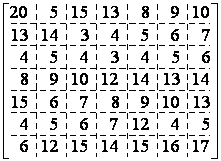 20 5 15 13 8 9 10
13 14 3 4 5 6 7
4 5 4 3 4 5 6
8 9 10 12 14 13 14
15 6 7 8 9 10 13
4 5 6 7 12 4 5
6 12 15 14 15 16 17